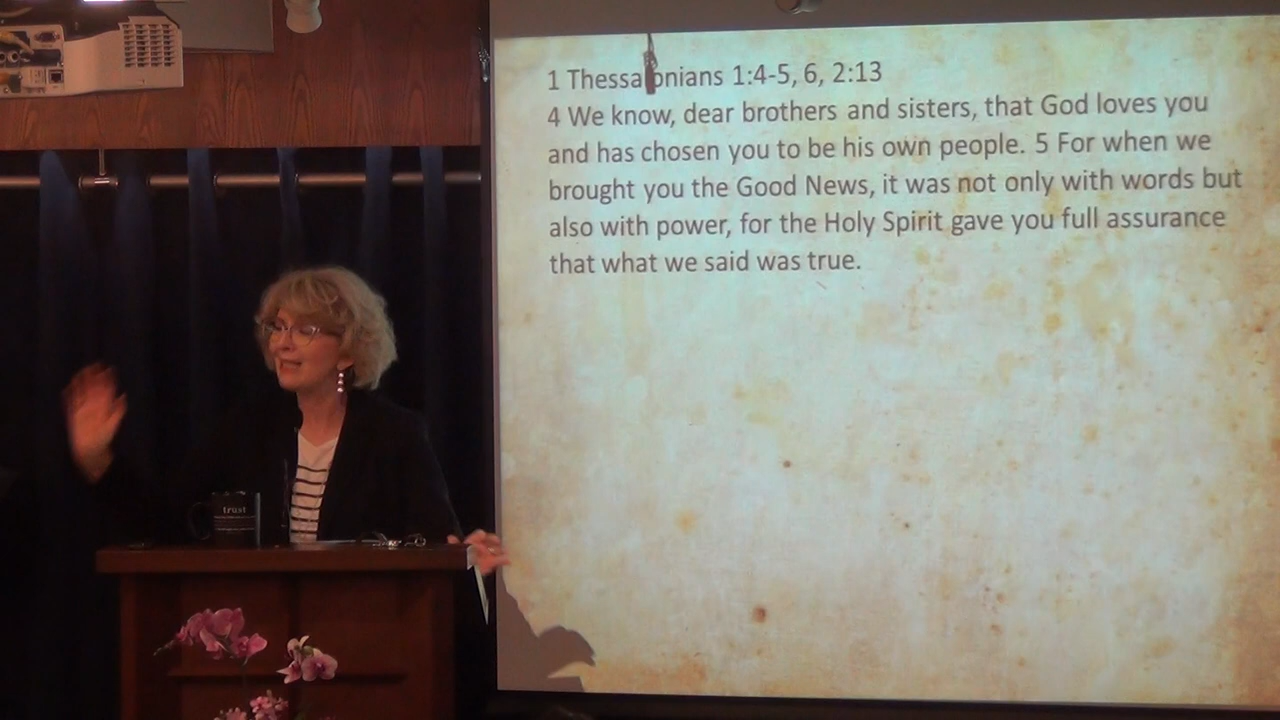 1 Thessalonians 1:4-5, 6, 2:13
4 We know, dear brothers and sisters, that God loves you
and has chosen you to be his own people. 5 For when we
brought you the Good News, it was not only with words but
also with power, for the Holy Spirit gave you full assurance
that what we said was true.
trust